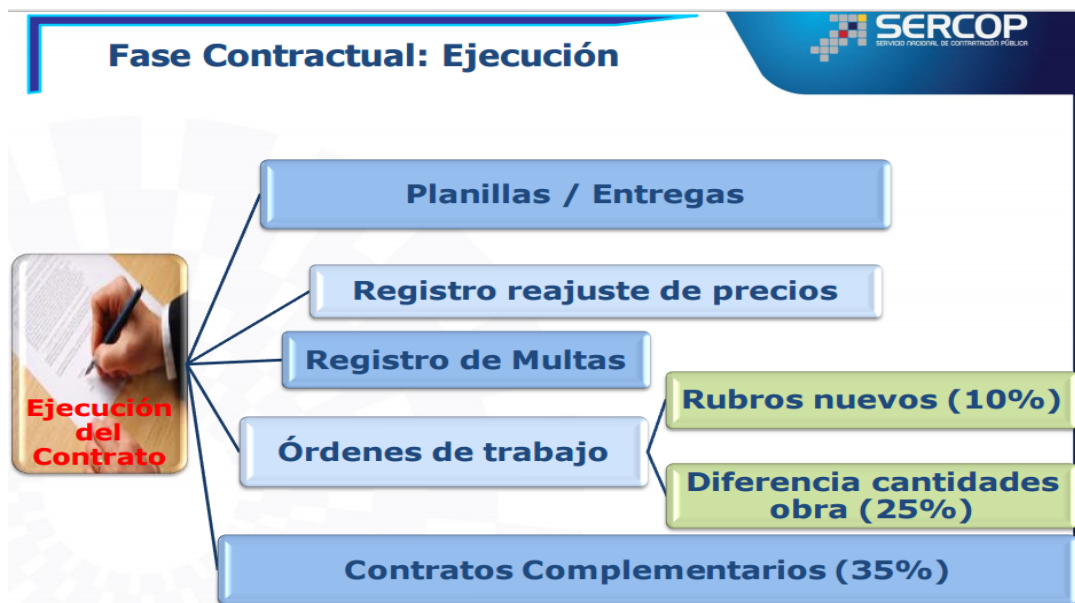 SERCOP
SERVICIO NACIONAL DE CONTRATACIÓN PÚBLICA
Fase Contractual: Ejecución
Planillas / Entregas
Registro reajuste de precios
Registro de Multas
Ejecución
del
Contrato
Órdenes de trabajo
Rubros nuevos (10%)
Diferencia cantidades
obra (25%)
Contratos Complementarios (35%)